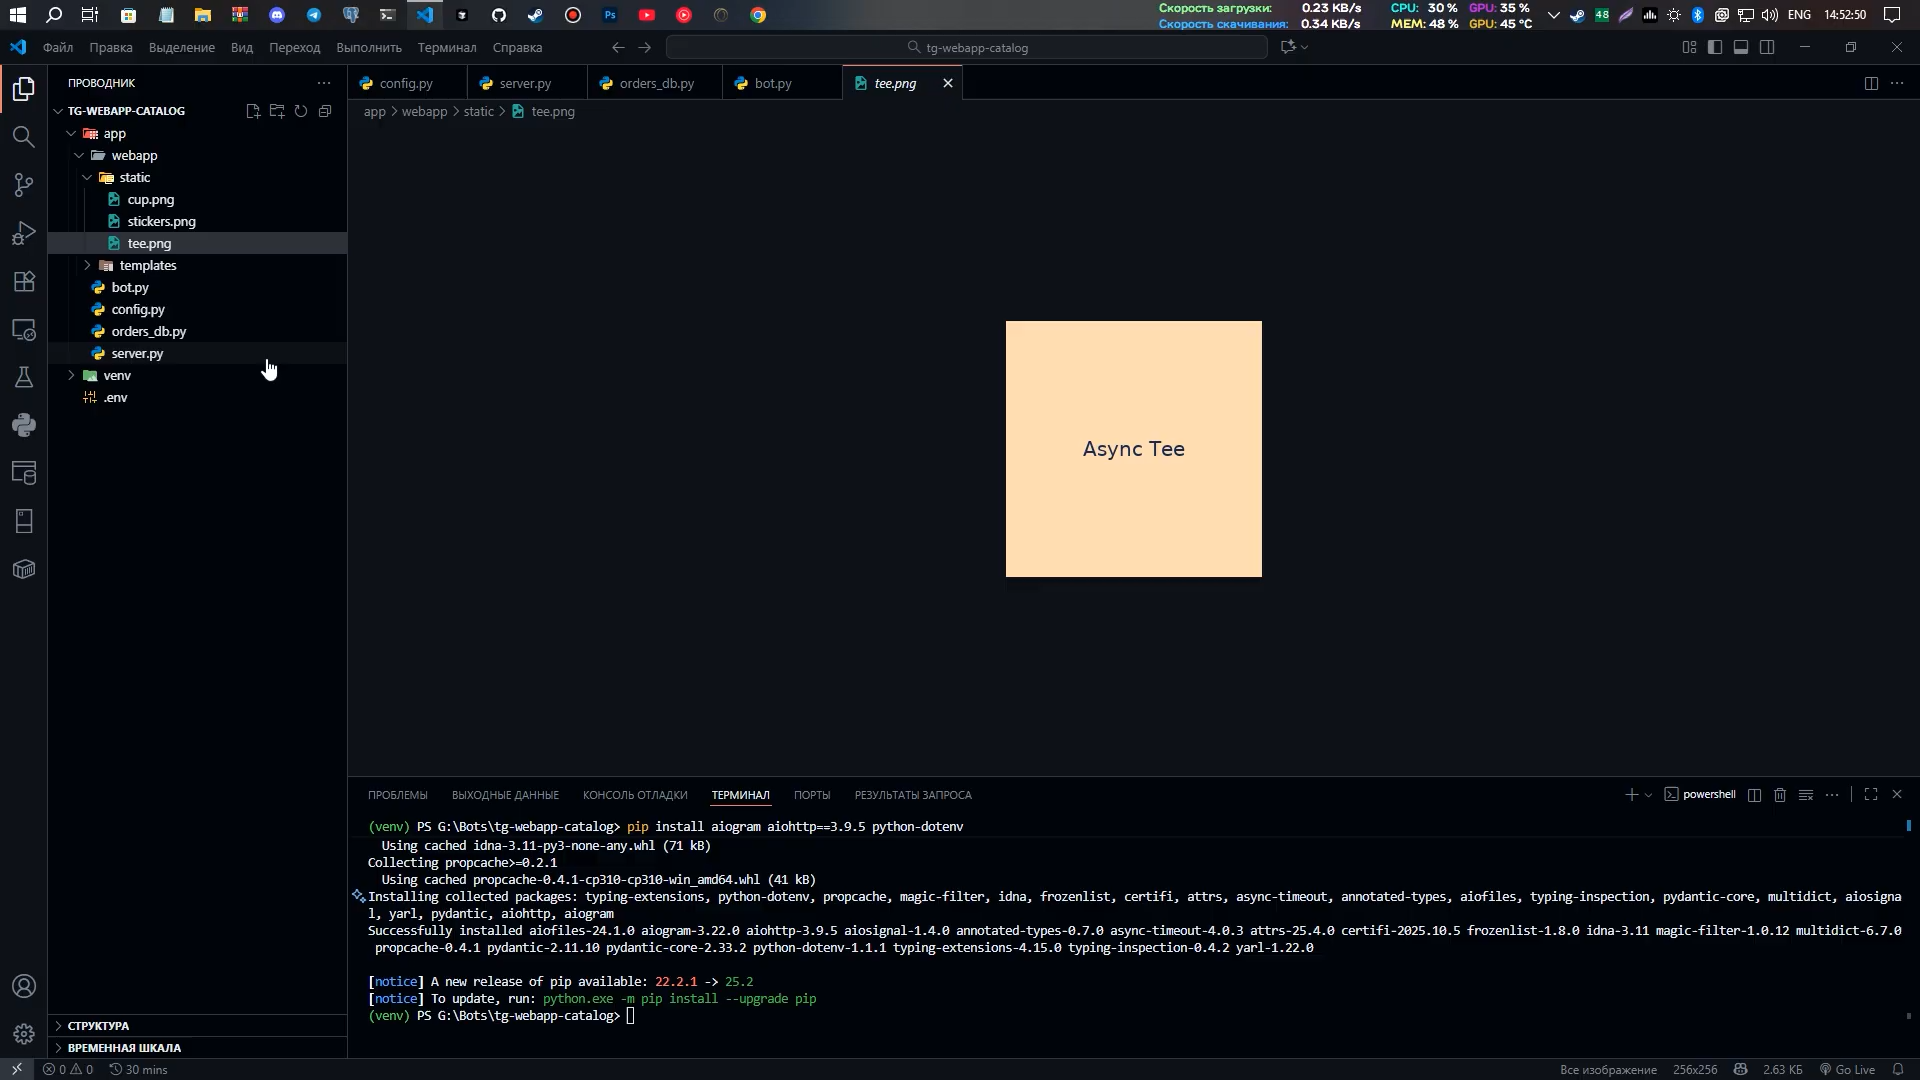 Скорость загрузки: 0.23 KB/s CPU: 30 % GPU: 35 %
Скорость скачивания: 0.34 KB/s MEM: 48 % GPU: 45 °C
48
ENG 14:52:50
Ps
Файл Правка Выделение Вид Переход Выполнить Терминал Справка
tg-webapp-catalog
ПРОВОДНИК
config.py server.py orders_db.py bot.py tee.png
TG-WEBAPP-CATALOG
app > webapp > static > tee.png
app
webapp
static
cup.png
stickers.png
tee.png
templates
bot.py
config.py
orders_db.py
server.py
venv
.env
Async Tee
ПРОБЛЕМЫ ВЫХОДНЫЕ ДАННЫЕ КОНСОЛЬ ОТЛАДКИ ТЕРМИНАЛ ПОРТЫ РЕЗУЛЬТАТЫ ЗАПРОСА
powershell
(venv) PS G:\Bots\tg-webapp-catalog> pip install aiogram aiohttp==3.9.5 python-dotenv
Using cached idna-3.11-py3-none-any.whl (71 kB)
Collecting propcache>=0.2.1
Using cached propcache-0.4.1-cp310-cp310-win_amd64.whl (41 kB)
Installing collected packages: typing-extensions, python-dotenv, propcache, magic-filter, idna, frozenlist, certifi, attrs, async-timeout, annotated-types, aiofiles, typing-inspection, pydantic-core, multidict, aiosigna
l, yarl, pydantic, aiohttp, aiogram
Successfully installed aiofiles-24.1.0 aiogram-3.22.0 aiohttp-3.9.5 aiosignal-1.4.0 annotated-types-0.7.0 async-timeout-4.0.3 attrs-25.4.0 certifi-2025.10.5 frozenlist-1.8.0 idna-3.11 magic-filter-1.0.12 multidict-6.7.0
propcache-0.4.1 pydantic-2.11.10 pydantic-core-2.33.2 python-dotenv-1.1.1 typing-extensions-4.15.0 typing-inspection-0.4.2 yarl-1.22.0
[notice] A new release of pip available: 22.2.1 -> 25.2
[notice] To update, run: python.exe -m pip install --upgrade pip
(venv) PS G:\Bots\tg-webapp-catalog>
СТРУКТУРА
ВРЕМЕННАЯ ШКАЛА
0 0 30 mins
Все изображение 256x256 2.63 КБ Go Live